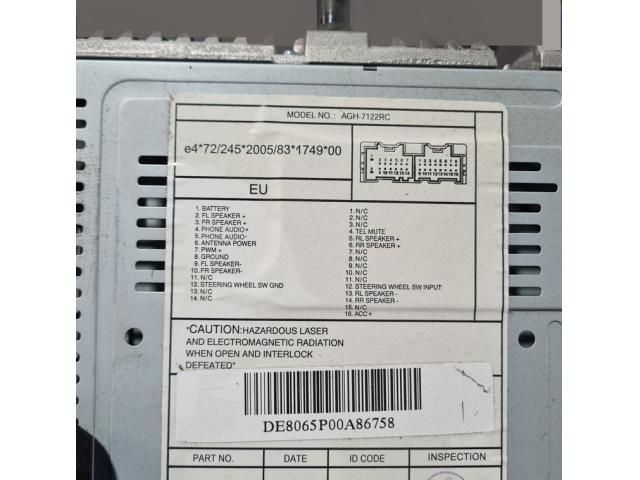 MODEL NO.: AGH-7122RC
e4*72/245*2005/83*1749*00
EU
1. BATTERY
2. FL SPEAKER +
3. FR SPEAKER +
4. PHONE AUDIO+
5. PHONE AUDIO-
6. ANTENNA POWER
7. PWM +
8. GROUND
9. FL SPEAKER-
10. FR SPEAKER-
11. N/C
12. STEERING WHEEL SW GND
13. N/C
14. N/C
1. N/C
2. N/C
3. N/C
4. TEL MUTE
5. RL SPEAKER +
6. RR SPEAKER +
7. N/C
8. N/C
9. N/C
10. N/C
11. N/C
12. STEERING WHEEL SW INPUT
13. RL SPEAKER -
14. RR SPEAKER -
15. N/C
16. ACC +
"CAUTION:HAZARDOUS LASER
AND ELECTROMAGNETIC RADIATION
WHEN OPEN AND INTERLOCK
DEFEATED"
DE8065P00A86758
PART NO. DATE ID CODE INSPECTION